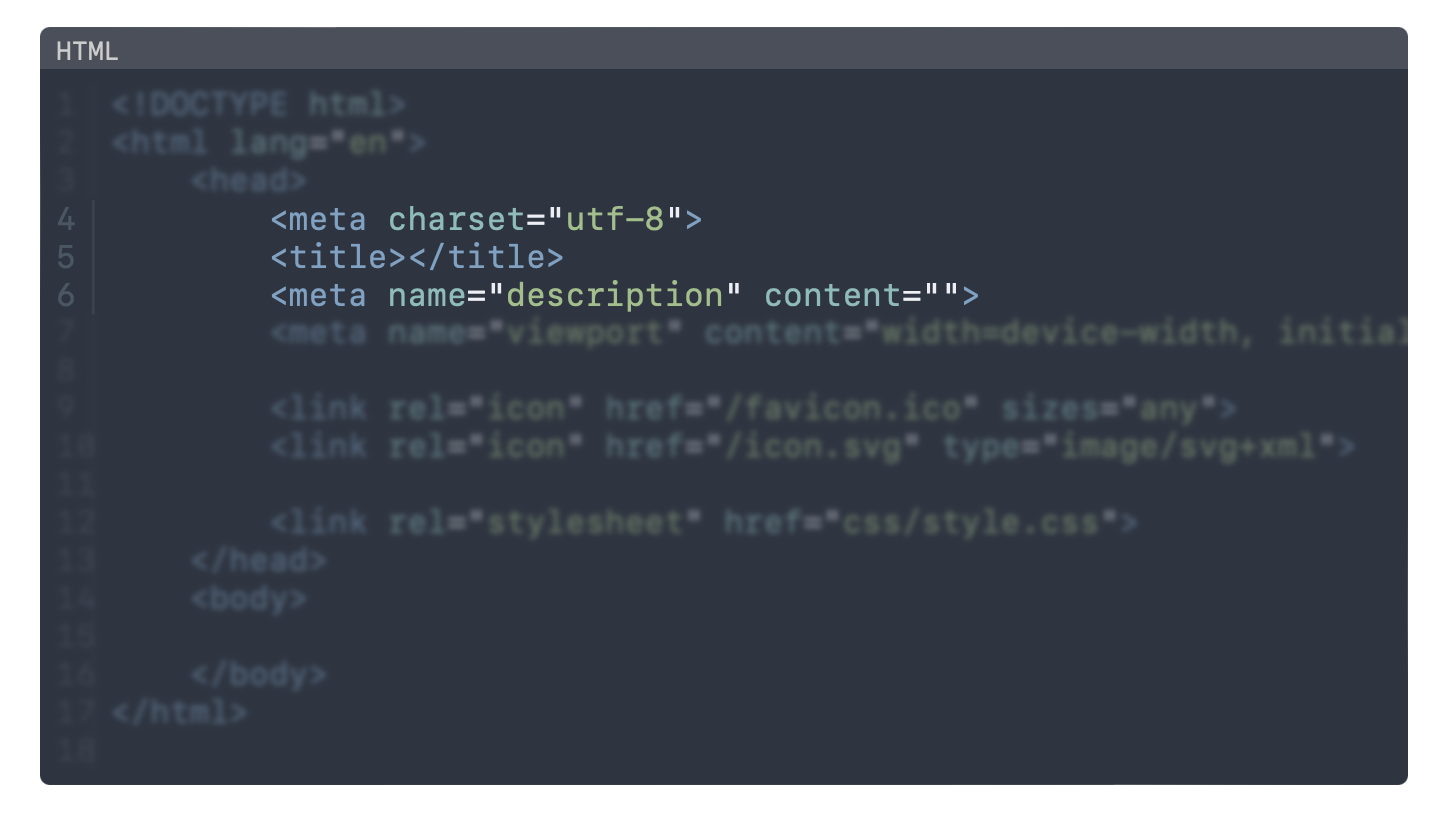 HTML
1 <!DOCTYPE html>
2 <html lang="en">
3 <head>
4 <meta charset="utf-8">
5 <title></title>
6 <meta name="description" content="">
7 <meta name="viewport" content="width=device-width, initial
8
9 <link rel="icon" href="/favicon.ico" sizes="any">
10 <link rel="icon" href="/icon.svg" type="image/svg+xml">
11
12 <link rel="stylesheet" href="css/style.css">
13 </head>
14 <body>
15
16 </body>
17 </html>
18